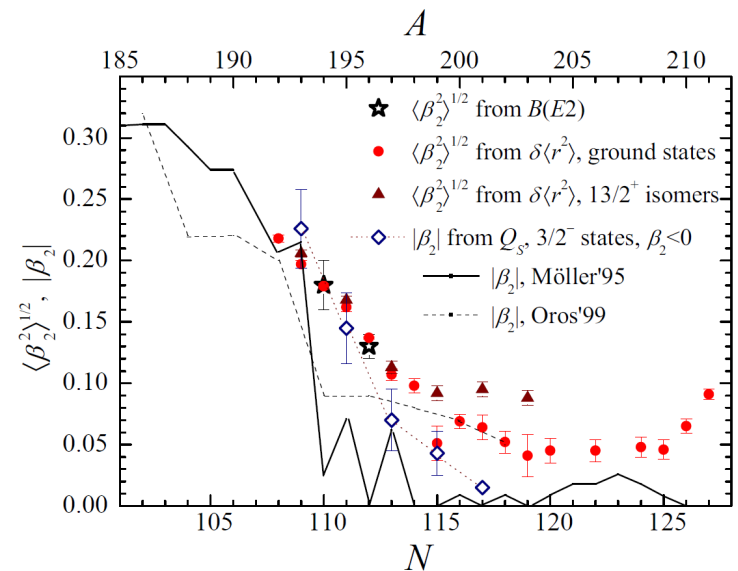 A
185 190 195 200 205 210
⟨β₂²⟩^1/2 from B(E2)
⟨β₂²⟩^1/2 from δ⟨r²⟩, ground states
⟨β₂²⟩^1/2 from δ⟨r²⟩, 13/2⁺ isomers
|β₂| from Q_S, 3/2⁻ states, β₂<0
|β₂|, Möller'95
|β₂|, Oros'99
⟨β₂²⟩^1/2, |β₂|
0.30
0.25
0.20
0.15
0.10
0.05
0.00
105 110 115 120 125
N